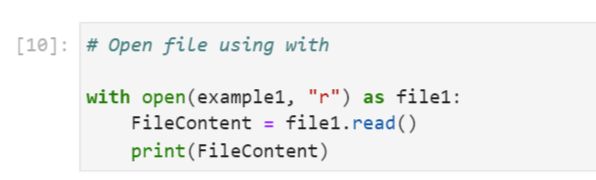 [10]: # Open file using with
with open(example1, "r") as file1:
    FileContent = file1.read()
    print(FileContent)